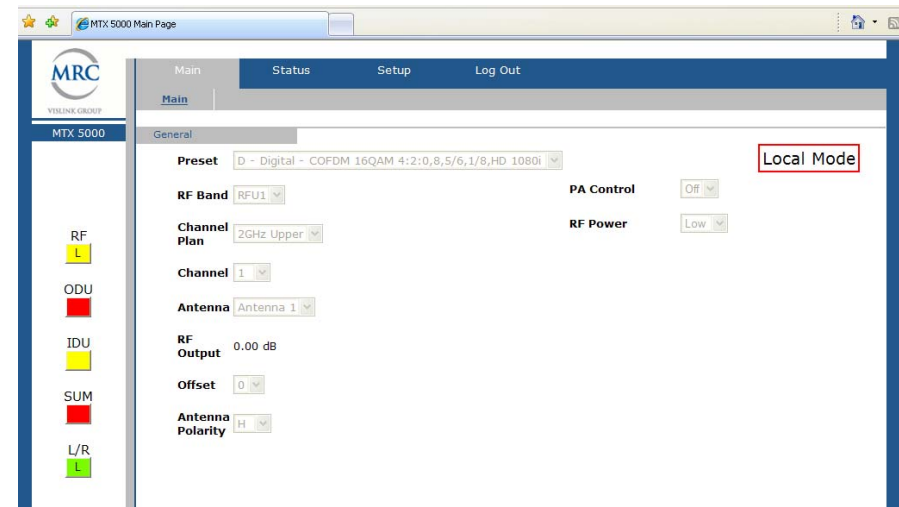 MTX 5000 Main Page
MRC
VISLINK GROUP
Main Status Setup Log Out
Main
MTX 5000
General
Local Mode
Preset D - Digital - COFDM 16QAM 4:2:0,8,5/6,1/8,HD 1080i
RF Band RFU1
PA Control Off
Channel Plan 2GHz Upper
RF Power Low
Channel 1
Antenna Antenna 1
RF Output 0.00 dB
Offset 0
Antenna Polarity H
RF
L
ODU
IDU
SUM
L/R
L